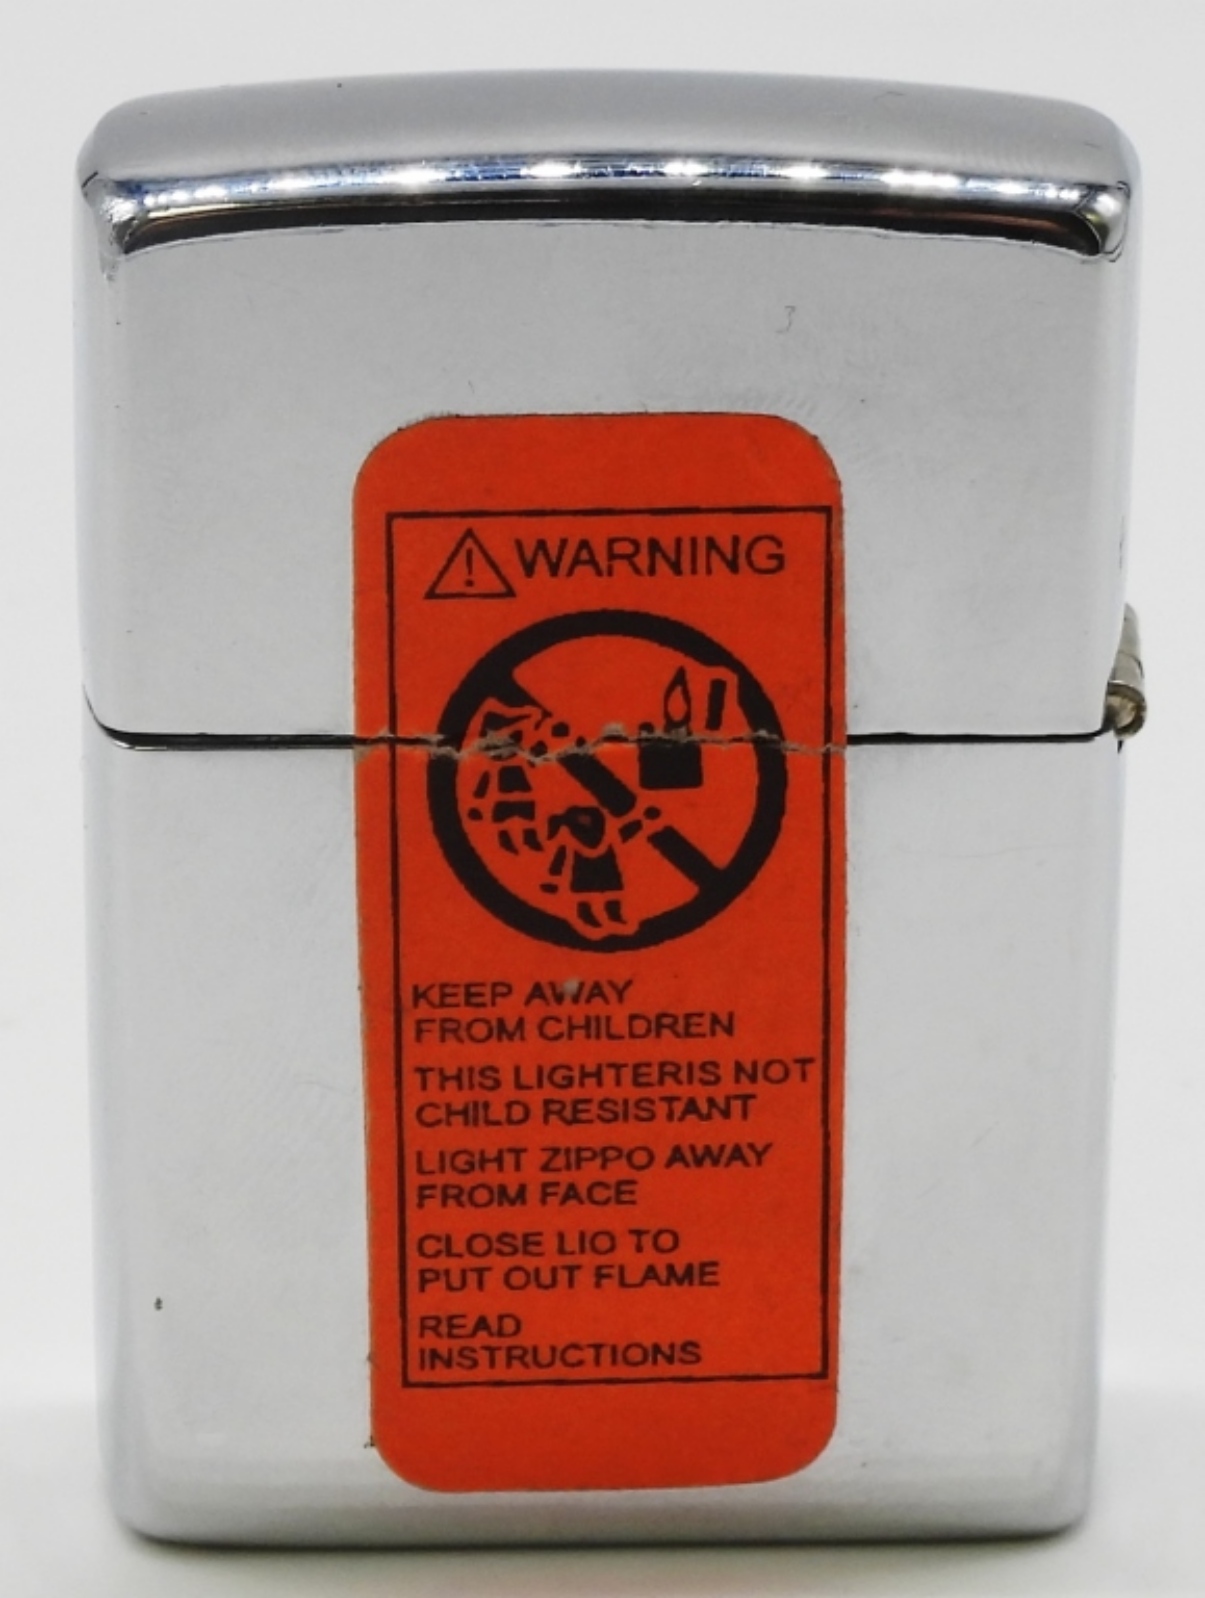 WARNING
KEEP AWAY
FROM CHILDREN
THIS LIGHTERIS NOT
CHILD RESISTANT
LIGHT ZIPPO AWAY
FROM FACE
CLOSE LIO TO
PUT OUT FLAME
READ
INSTRUCTIONS